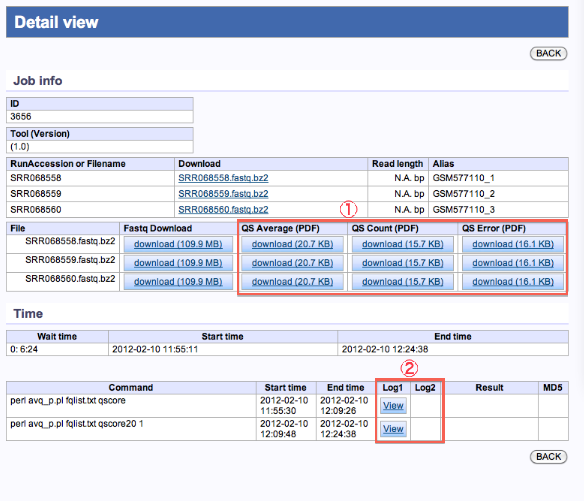 Detail view
BACK
Job info
ID
3656
Tool (Version)
(1.0)
RunAccession or Filename Download Read length Alias
SRR068558 SRR068558.fastq.bz2 N.A. bp GSM577110_1
SRR068559 SRR068559.fastq.bz2 N.A. bp GSM577110_2
SRR068560 SRR068560.fastq.bz2 N.A. bp GSM577110_3
①
File Fastq Download QS Average (PDF) QS Count (PDF) QS Error (PDF)
SRR068558.fastq.bz2 download (109.9 MB) download (20.7 KB) download (15.7 KB) download (16.1 KB)
SRR068559.fastq.bz2 download (109.9 MB) download (20.7 KB) download (15.7 KB) download (16.1 KB)
SRR068560.fastq.bz2 download (109.9 MB) download (20.7 KB) download (15.7 KB) download (16.1 KB)
Time
Wait time Start time End time
0: 6:24 2012-02-10 11:55:11 2012-02-10 12:24:38
②
Command Start time End time Log1 Log2 Result MD5
perl avq_p.pl fqlist.txt qscore 2012-02-10 2012-02-10 View
11:55:30 12:09:26
perl avq_p.pl fqlist.txt qscore20 1 2012-02-10 2012-02-10 View
12:09:48 12:24:38
BACK